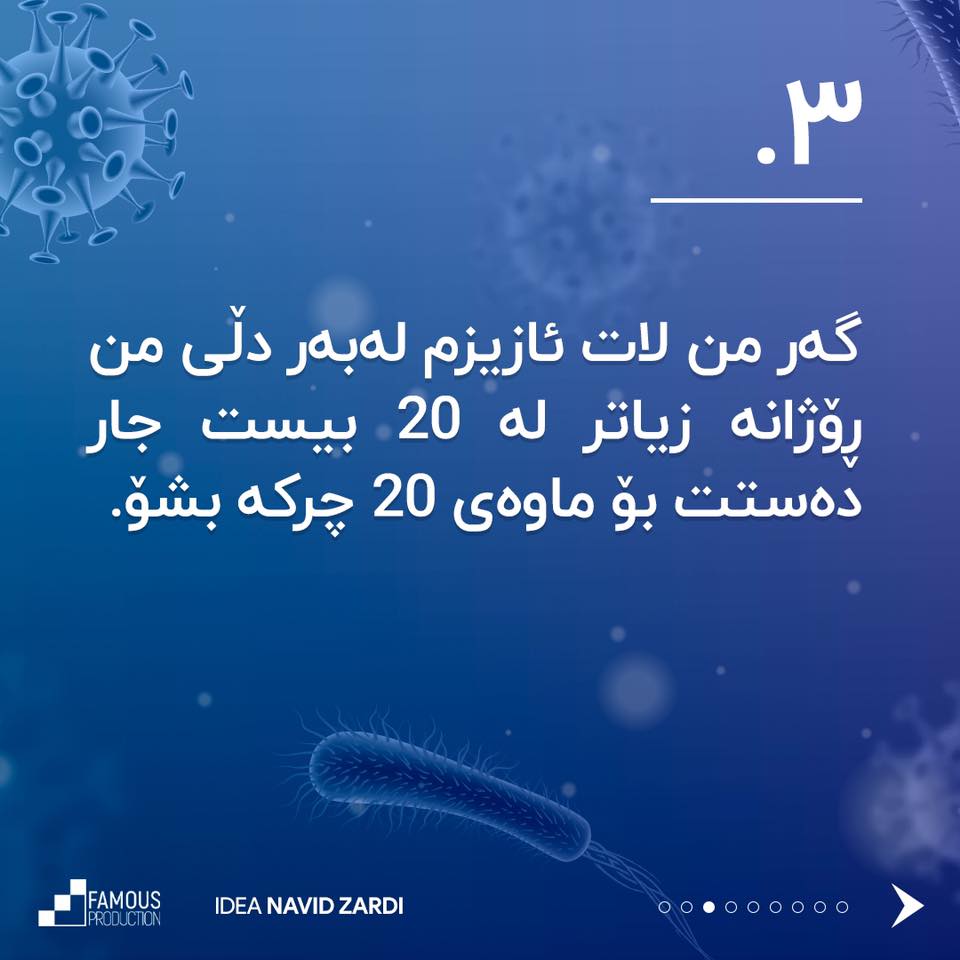 ٣.
گەر من لات ئازیزم لەبەر دڵی من
ڕۆژانە زیاتر لە 20 بیست جار
دەستت بۆ ماوەی 20 چرکە بشۆ.
FAMOUS
PRODUCTION
IDEA NAVID ZARDI